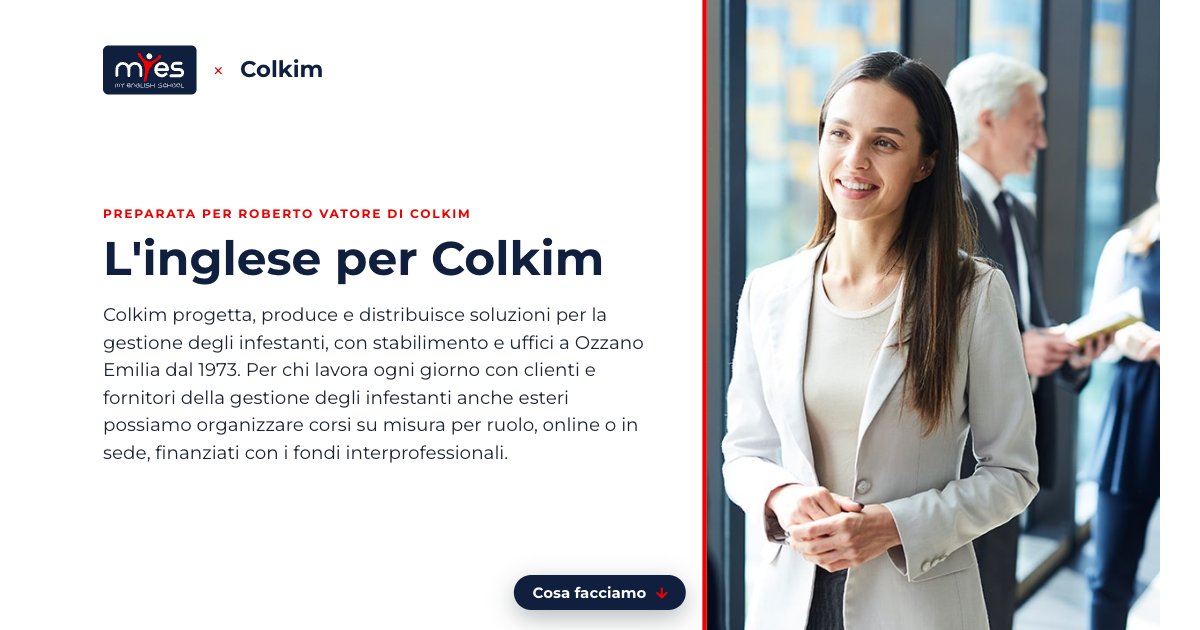 myes
MY ENGLISH SCHOOL
× Colkim
PREPARATA PER ROBERTO VATORE DI COLKIM
L'inglese per Colkim
Colkim progetta, produce e distribuisce soluzioni per la
gestione degli infestanti, con stabilimento e uffici a Ozzano
Emilia dal 1973. Per chi lavora ogni giorno con clienti e
fornitori della gestione degli infestanti anche esteri
possiamo organizzare corsi su misura per ruolo, online o in
sede, finanziati con i fondi interprofessionali.
Cosa facciamo ↓